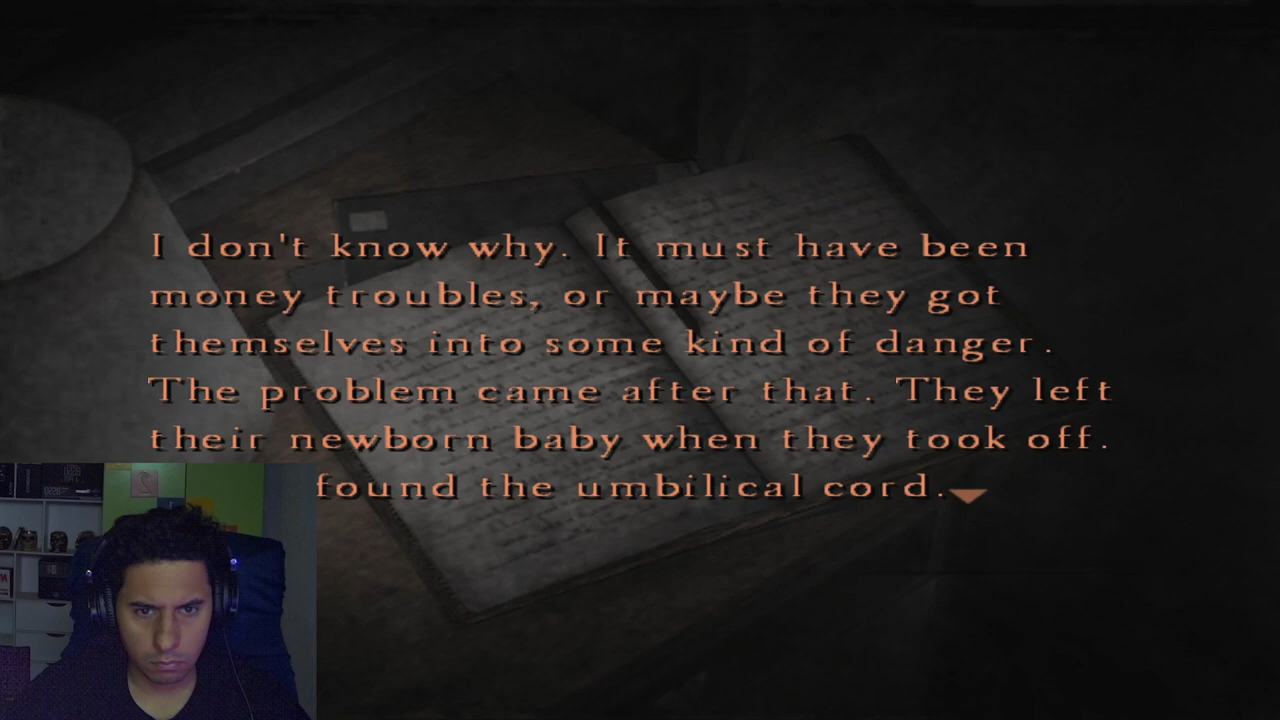 I don't know why. It must have been
money troubles, or maybe they got
themselves into some kind of danger.
The problem came after that. They left
their newborn baby when they took off.
found the umbilical cord.